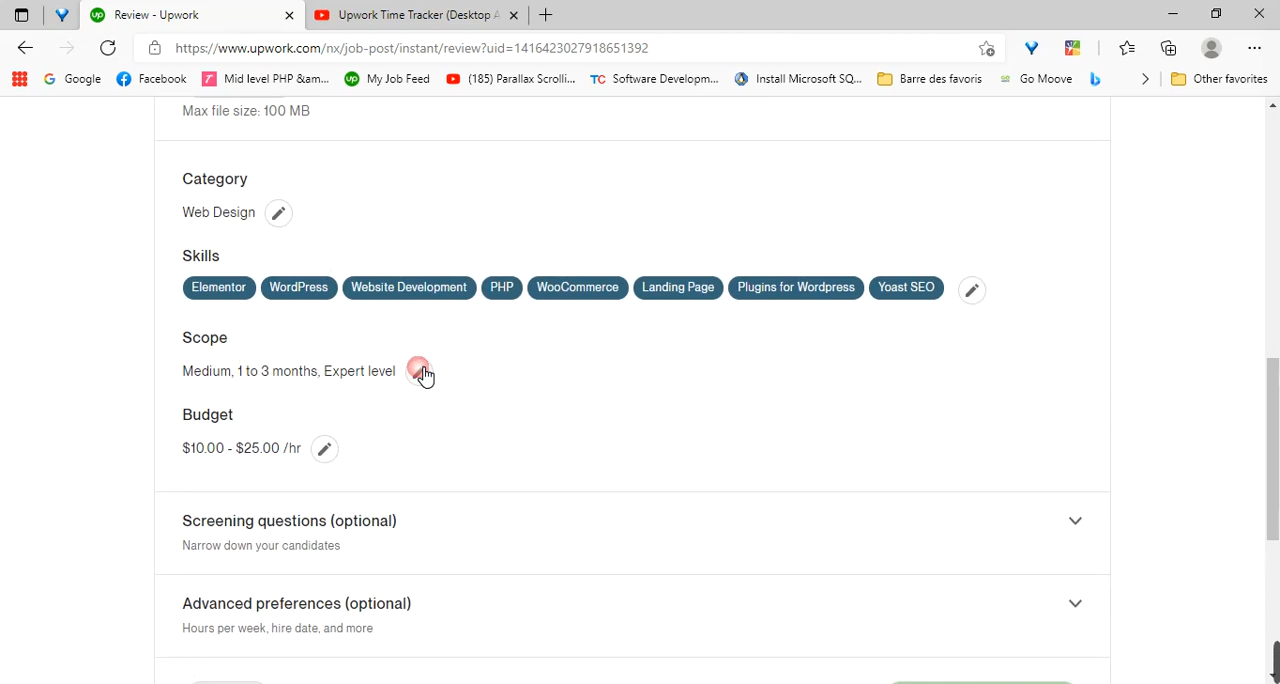 Review - Upwork
Upwork Time Tracker (Desktop A
https://www.upwork.com/nx/job-post/instant/review?uid=1416423027918651392
Google
Facebook
Mid level PHP &am...
My Job Feed
(185) Parallax Scrolli...
Software Developm...
Install Microsoft SQ...
Barre des favoris
Go Moove
Other favorites
Max file size: 100 MB
Category
Web Design
Skills
Elementor WordPress Website Development PHP WooCommerce Landing Page Plugins for Wordpress Yoast SEO
Scope
Medium, 1 to 3 months, Expert level
Budget
$10.00 - $25.00 /hr
Screening questions (optional)
Narrow down your candidates
Advanced preferences (optional)
Hours per week, hire date, and more